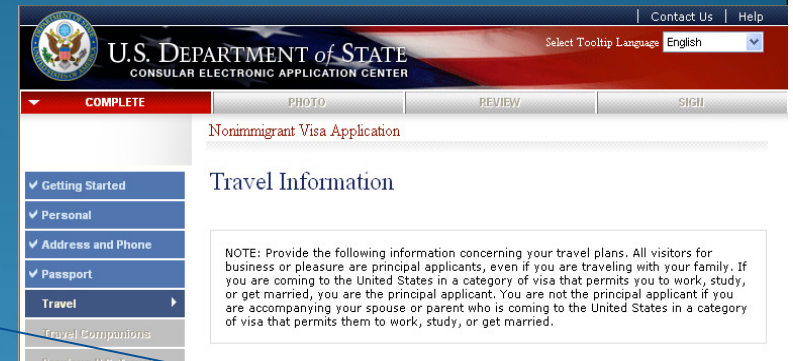 Contact Us | Help
Select Tooltip Language English
U.S. DEPARTMENT of STATE
CONSULAR ELECTRONIC APPLICATION CENTER
COMPLETE PHOTO REVIEW SIGN
Nonimmigrant Visa Application
Travel Information
Getting Started
Personal
Address and Phone
Passport
Travel
Travel Companions
NOTE: Provide the following information concerning your travel plans. All visitors for
business or pleasure are principal applicants, even if you are traveling with your family. If
you are coming to the United States in a category of visa that permits you to work, study,
or get married, you are the principal applicant. You are not the principal applicant if you
are accompanying your spouse or parent who is coming to the United States in a category
of visa that permits them to work, study, or get married.